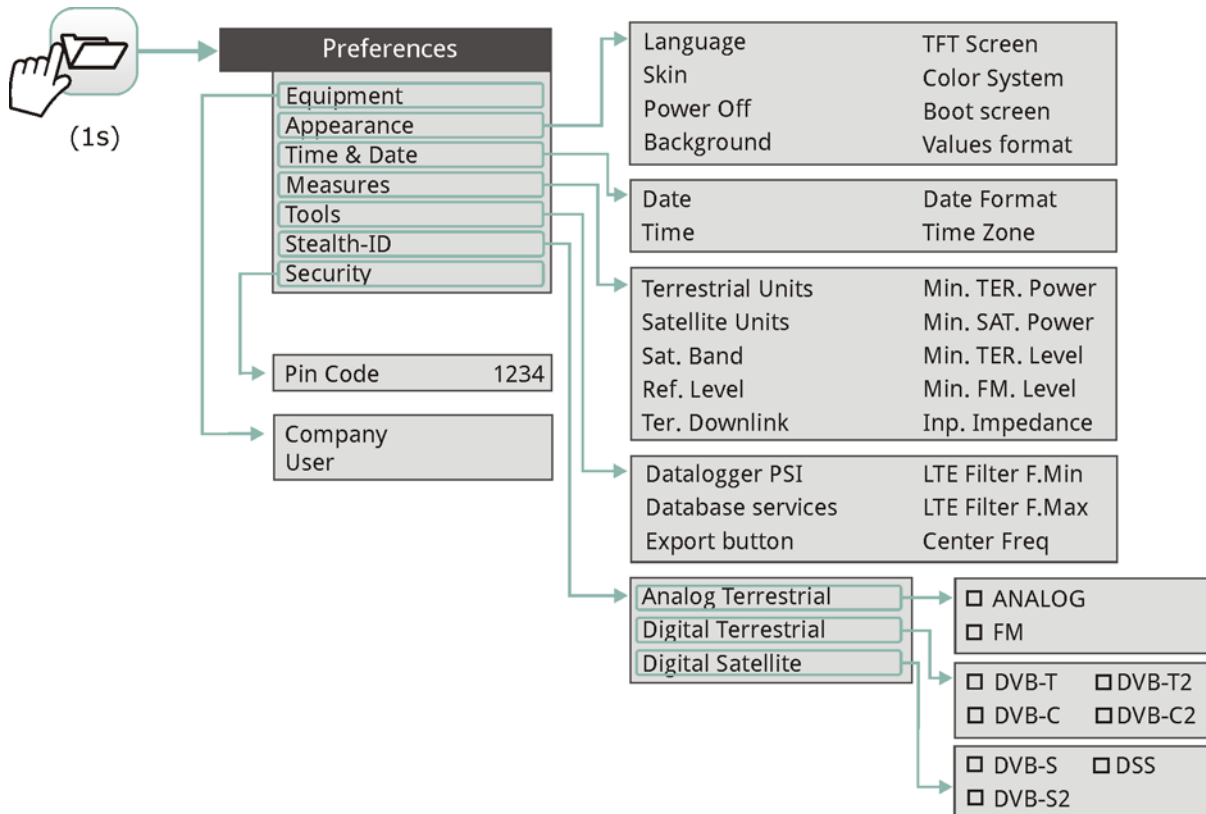 (1s)
Preferences
Equipment
Appearance
Time & Date
Measures
Tools
Stealth-ID
Security
Pin Code 1234
Company
User
Language TFT Screen
Skin Color System
Power Off Boot screen
Background Values format
Date Date Format
Time Time Zone
Terrestrial Units Min. TER. Power
Satellite Units Min. SAT. Power
Sat. Band Min. TER. Level
Ref. Level Min. FM. Level
Ter. Downlink Inp. Impedance
Datalogger PSI LTE Filter F.Min
Database services LTE Filter F.Max
Export button Center Freq
Analog Terrestrial
Digital Terrestrial
Digital Satellite
ANALOG
FM
DVB-T DVB-T2
DVB-C DVB-C2
DVB-S DSS
DVB-S2